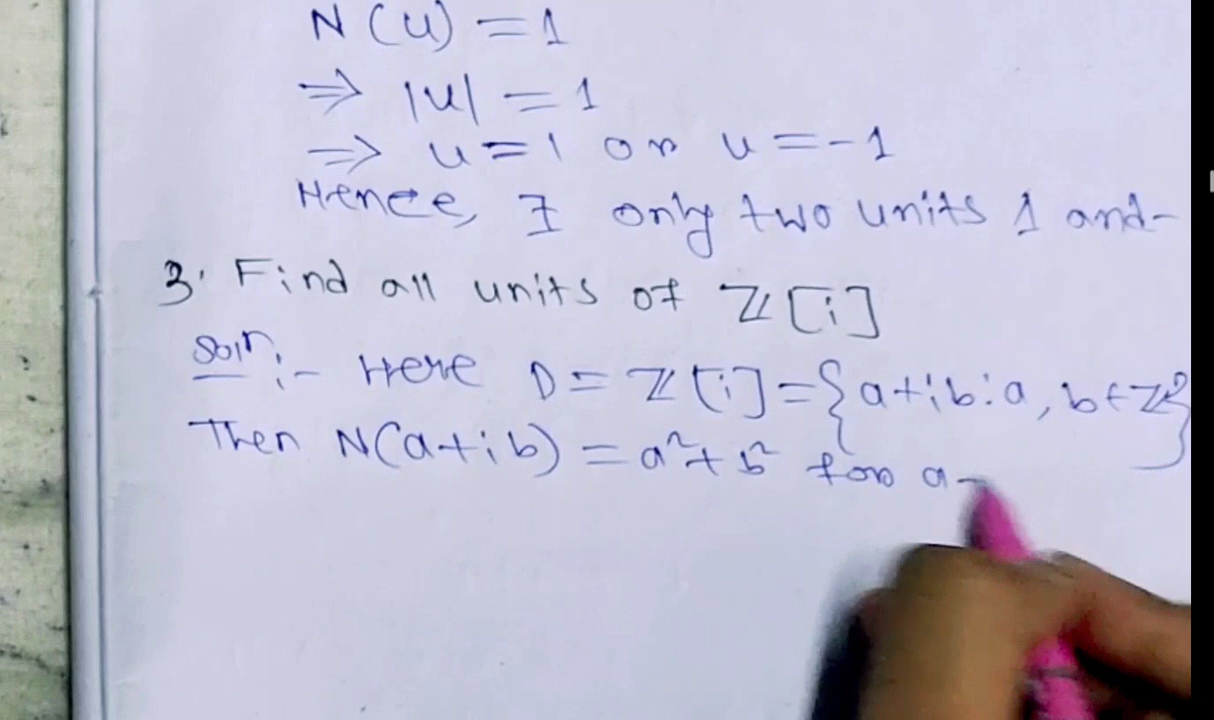 N(u) = 1
⇒ |u| = 1
⇒ u = 1 or u = -1
Hence, Z only two units 1 and -
3. Find all units of Z[i]
Soln:- Here D = Z[i] = {a+ib: a, b ∈ Z}
Then N(a+ib) = a²+b² for a